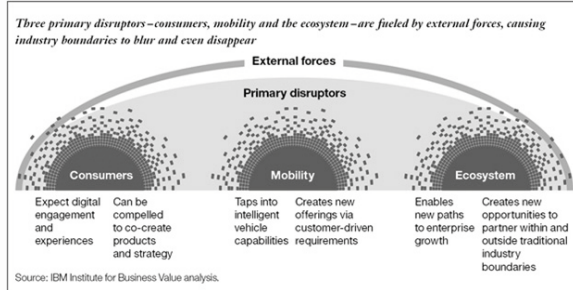 Three primary disruptors – consumers, mobility and the ecosystem – are fueled by external forces, causing
industry boundaries to blur and even disappear
External forces
Primary disruptors
Consumers
Mobility
Ecosystem
Expect digital
engagement
and
experiences
Can be
compelled
to co-create
products
and strategy
Taps into
intelligent
vehicle
capabilities
Creates new
offerings via
customer-driven
requirements
Enables
new paths
to enterprise
growth
Creates new
opportunities to
partner within and
outside traditional
industry
boundaries
Source: IBM Institute for Business Value analysis.